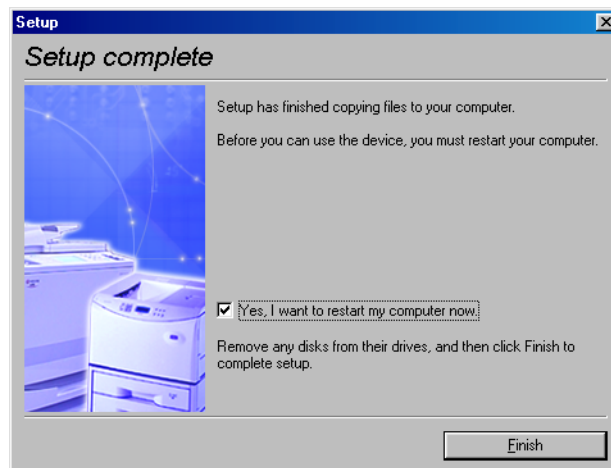 Setup
Setup complete
Setup has finished copying files to your computer.
Before you can use the device, you must restart your computer.
Yes, I want to restart my computer now.
Remove any disks from their drives, and then click Finish to
complete setup.
Finish